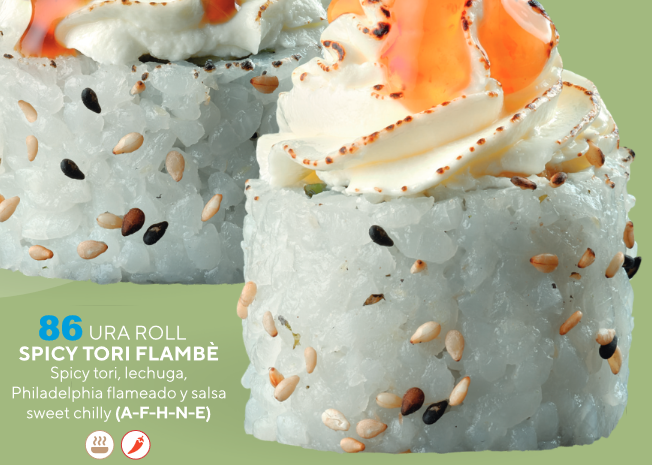 86 URA ROLL
SPICY TORI FLAMBÈ
Spicy tori, lechuga,
Philadelphia flameado y salsa
sweet chilly (A-F-H-N-E)